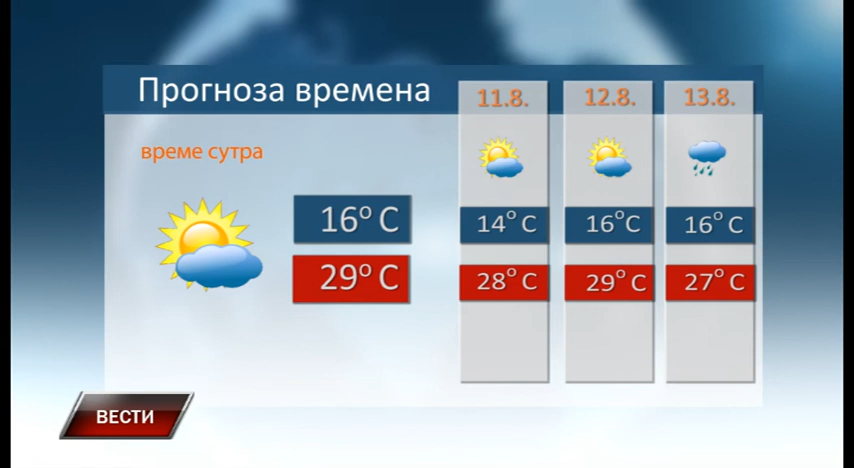 Прогноза времена
време сутра
16° C
29° C
11.8.
14° C
28° C
12.8.
16°C
29° C
13.8.
16° C
27° C
ВЕСТИ